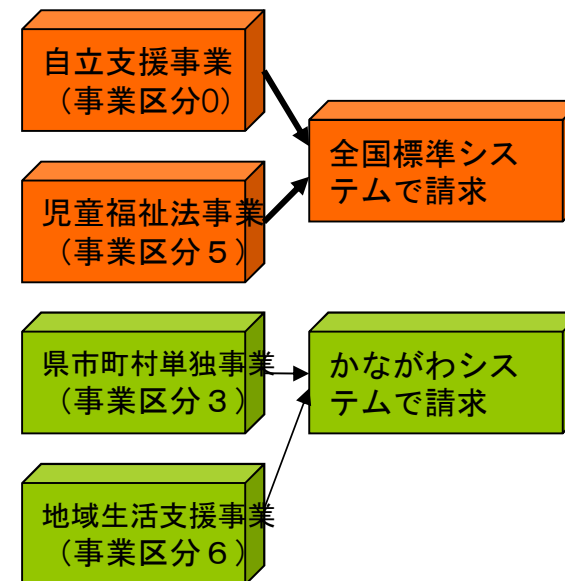 自立支援事業
（事業区分0）
全国標準シス
テムで請求
児童福祉法事業
（事業区分５）
県市町村単独事業
（事業区分３）
かながわシス
テムで請求
地域生活支援事業
（事業区分６）